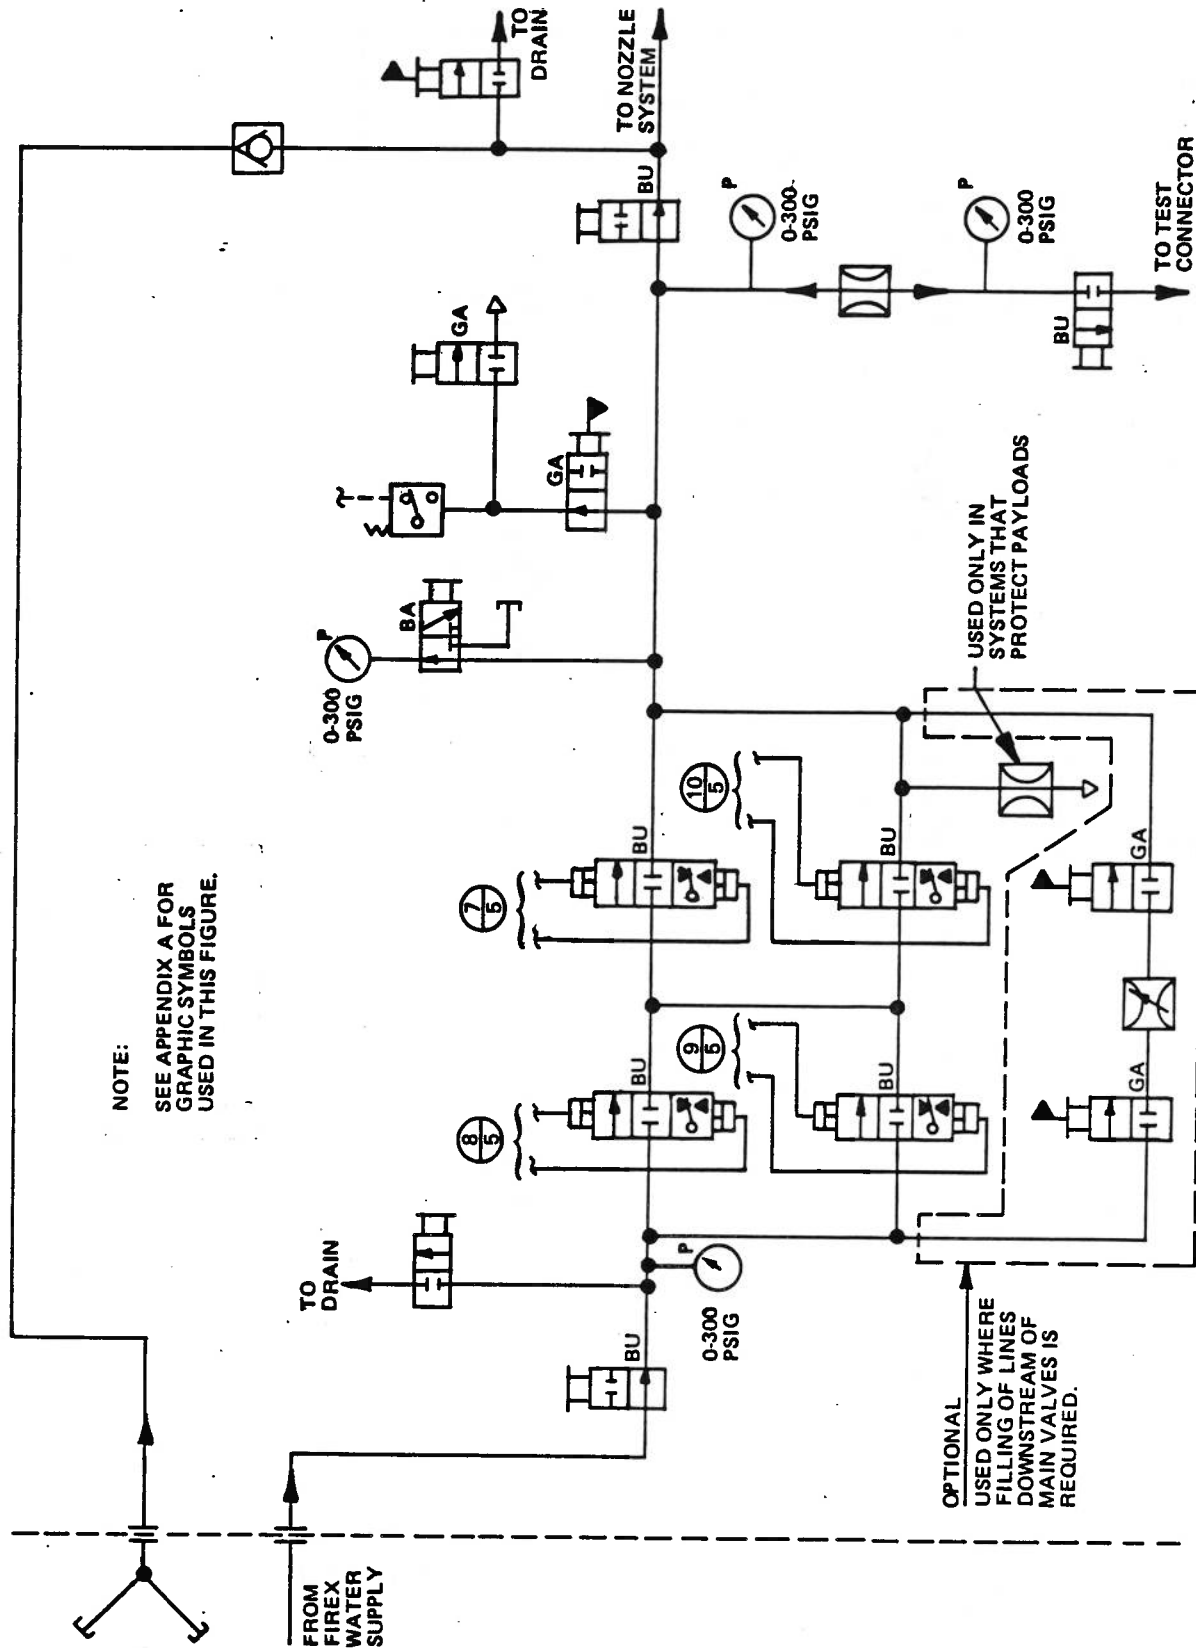 NOTE:
SEE APPENDIX A FOR
GRAPHIC SYMBOLS
USED IN THIS FIGURE.
FROM
FIREX
WATER
SUPPLY
BU
TO
DRAIN
P
0-300
PSIG
8
5
BU
7
5
BU
9
5
BU
10
5
BU
P
0-300
PSIG
BA
GA
GA
TO
DRAIN
BU
TO NOZZLE
SYSTEM
P
0-300
PSIG
P
0-300
PSIG
BU
TO TEST
CONNECTOR
USED ONLY IN
SYSTEMS THAT
PROTECT PAYLOADS
GA
GA
OPTIONAL
USED ONLY WHERE
FILLING OF LINES
DOWNSTREAM OF
MAIN VALVES IS
REQUIRED.